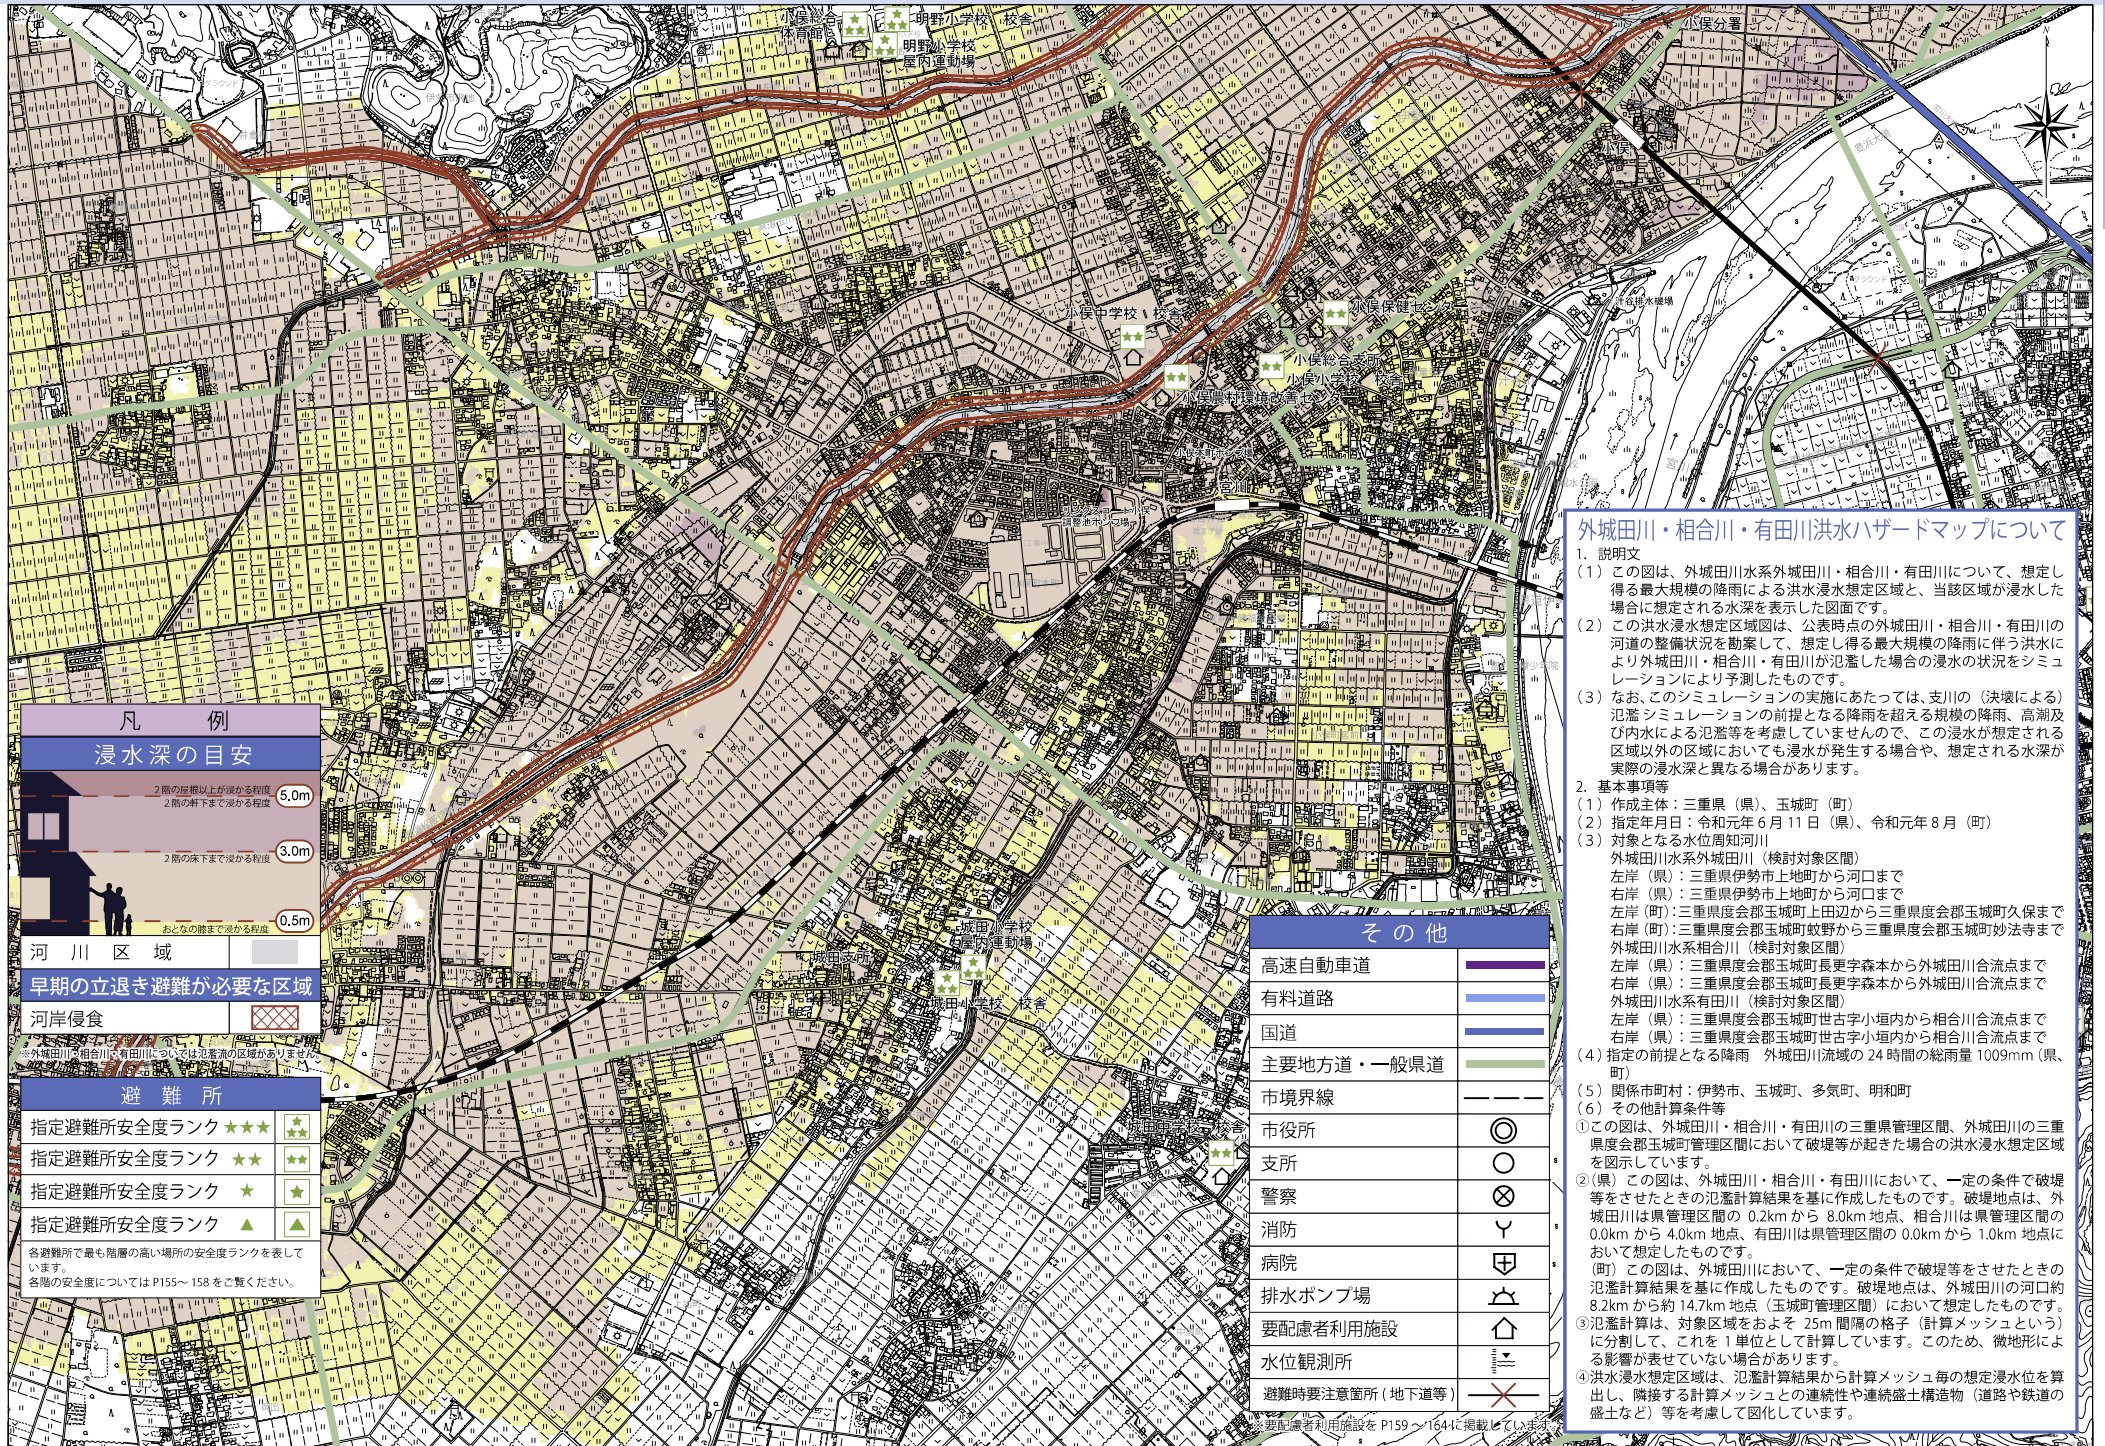 小俣総合
体育館
明野小学校 校舎
明野小学校
屋内運動場
小俣分署
小俣
小俣中学校 校舎
小俣保健センター
汁谷排水機場
小俣総合支所
小俣小学校 校舎
小俣農村環境改善センター
宮川
調整池ポンプ場
城田小学校
屋内運動場
城田支所
城田小学校 校舎
城田中学校 校舎
凡 例
浸水深の目安
2階の屋根以上が浸かる程度
5.0m
2階の軒下まで浸かる程度
3.0m
2階の床下まで浸かる程度
0.5m
おとなの膝まで浸かる程度
河 川 区 域
早期の立退き避難が必要な区域
河岸侵食
※外城田川・相合川・有田川については氾濫流の区域がありません。
避 難 所
指定避難所安全度ランク ★★★
指定避難所安全度ランク ★★
指定避難所安全度ランク ★
指定避難所安全度ランク ▲
各避難所で最も階層の高い場所の安全度ランクを表して
います。
各階の安全度については P155～158 をご覧ください。
その他
高速自動車道
有料道路
国道
主要地方道・一般県道
市境界線
市役所
支所
警察
消防
病院
排水ポンプ場
要配慮者利用施設
水位観測所
避難時要注意箇所 ( 地下道等 )
※要配慮者利用施設を P159～164 に掲載しています。
外城田川・相合川・有田川洪水ハザードマップについて
1. 説明文
(1) この図は、外城田川水系外城田川・相合川・有田川について、想定し
得る最大規模の降雨による洪水浸水想定区域と、当該区域が浸水した
場合に想定される水深を表示した図面です。
(2) この洪水浸水想定区域図は、公表時点の外城田川・相合川・有田川の
河道の整備状況を勘案して、想定し得る最大規模の降雨に伴う洪水に
より外城田川・相合川・有田川が氾濫した場合の浸水の状況をシミュ
レーションにより予測したものです。
(3) なお、このシミュレーションの実施にあたっては、支川の（決壊による）
氾濫シミュレーションの前提となる降雨を超える規模の降雨、高潮及
び内水による氾濫等を考慮していませんので、この浸水が想定される
区域以外の区域においても浸水が発生する場合や、想定される水深が
実際の浸水深と異なる場合があります。
2. 基本事項等
(1) 作成主体：三重県（県）、玉城町（町）
(2) 指定年月日：令和元年 6 月 11 日（県）、令和元年 8 月（町）
(3) 対象となる水位周知河川
外城田川水系外城田川（検討対象区間）
左岸（県）：三重県伊勢市上地町から河口まで
右岸（県）：三重県伊勢市上地町から河口まで
左岸（町）：三重県度会郡玉城町上田辺から三重県度会郡玉城町久保まで
右岸（町）：三重県度会郡玉城町蚊野から三重県度会郡玉城町妙法寺まで
外城田川水系相合川（検討対象区間）
左岸（県）：三重県度会郡玉城町長更字森本から外城田川合流点まで
右岸（県）：三重県度会郡玉城町長更字森本から外城田川合流点まで
外城田川水系有田川（検討対象区間）
左岸（県）：三重県度会郡玉城町世古字小垣内から相合川合流点まで
右岸（県）：三重県度会郡玉城町世古字小垣内から相合川合流点まで
(4) 指定の前提となる降雨 外城田川流域の 24 時間の総雨量 1009mm（県、
町）
(5) 関係市町村：伊勢市、玉城町、多気町、明和町
(6) その他計算条件等
①この図は、外城田川・相合川・有田川の三重県管理区間、外城田川の三重
県度会郡玉城町管理区間において破堤等が起きた場合の洪水浸水想定区域
を図示しています。
②（県）この図は、外城田川・相合川・有田川において、一定の条件で破堤
等をさせたときの氾濫計算結果を基に作成したものです。破堤地点は、外
城田川は県管理区間の 0.2km から 8.0km 地点、相合川は県管理区間の
0.0km から 4.0km 地点、有田川は県管理区間の 0.0km から 1.0km 地点に
おいて想定したものです。
（町）この図は、外城田川において、一定の条件で破堤等をさせたときの
氾濫計算結果を基に作成したものです。破堤地点は、外城田川の河口約
8.2km から約 14.7km 地点（玉城町管理区間）において想定したものです。
③氾濫計算は、対象区域をおよそ 25m 間隔の格子（計算メッシュという）
に分割して、これを 1 単位として計算しています。このため、微地形によ
る影響が表せていない場合があります。
④洪水浸水想定区域は、氾濫計算結果から計算メッシュ毎の想定浸水位を算
出し、隣接する計算メッシュとの連続性や連続盛土構造物（道路や鉄道の
盛土など）等を考慮して図化しています。